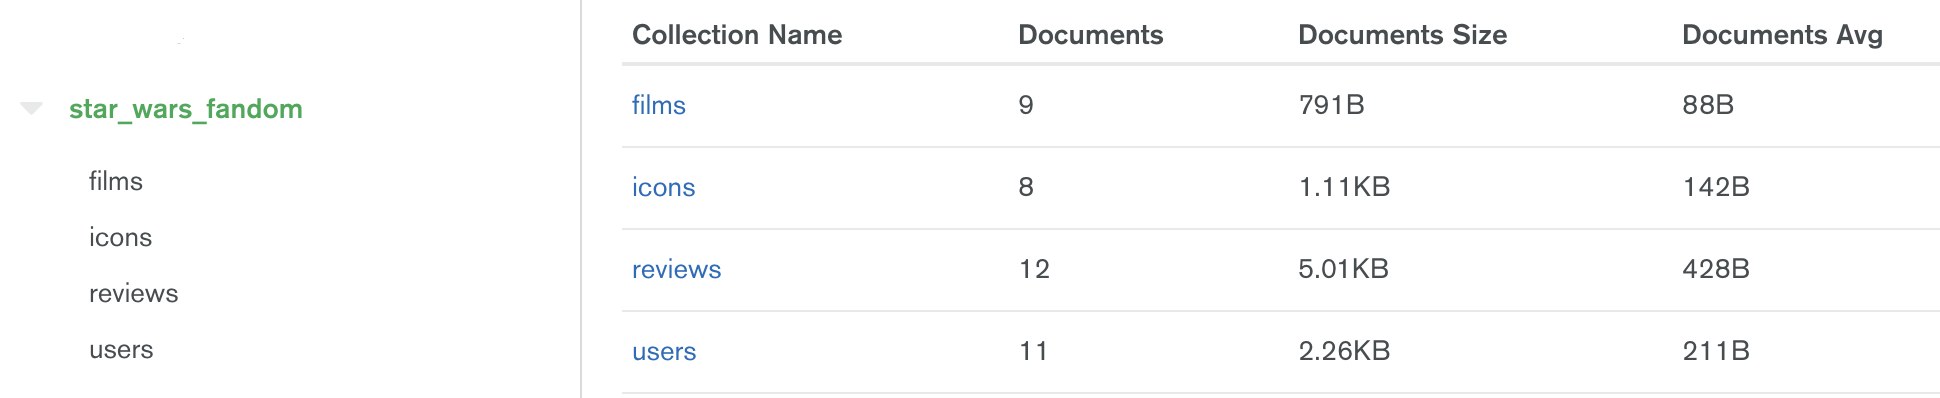 star_wars_fandom
films
icons
reviews
users
Collection Name Documents Documents Size Documents Avg
films 9 791B 88B
icons 8 1.11KB 142B
reviews 12 5.01KB 428B
users 11 2.26KB 211B